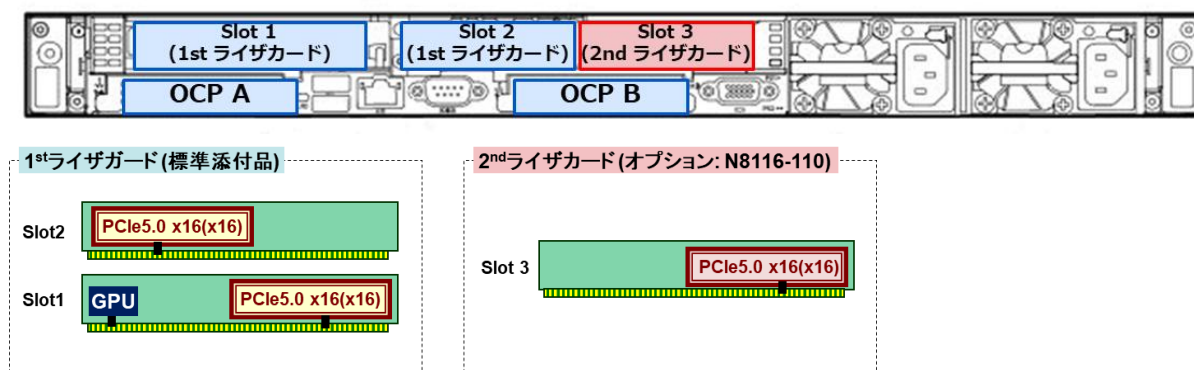 Slot 1
(1st ライザカード)
Slot 2
(1st ライザカード)
Slot 3
(2nd ライザカード)
OCP A
OCP B
1stライザガード(標準添付品)
Slot2
PCIe5.0 x16(x16)
Slot1
GPU
PCIe5.0 x16(x16)
2ndライザカード(オプション: N8116-110)
Slot 3
PCIe5.0 x16(x16)